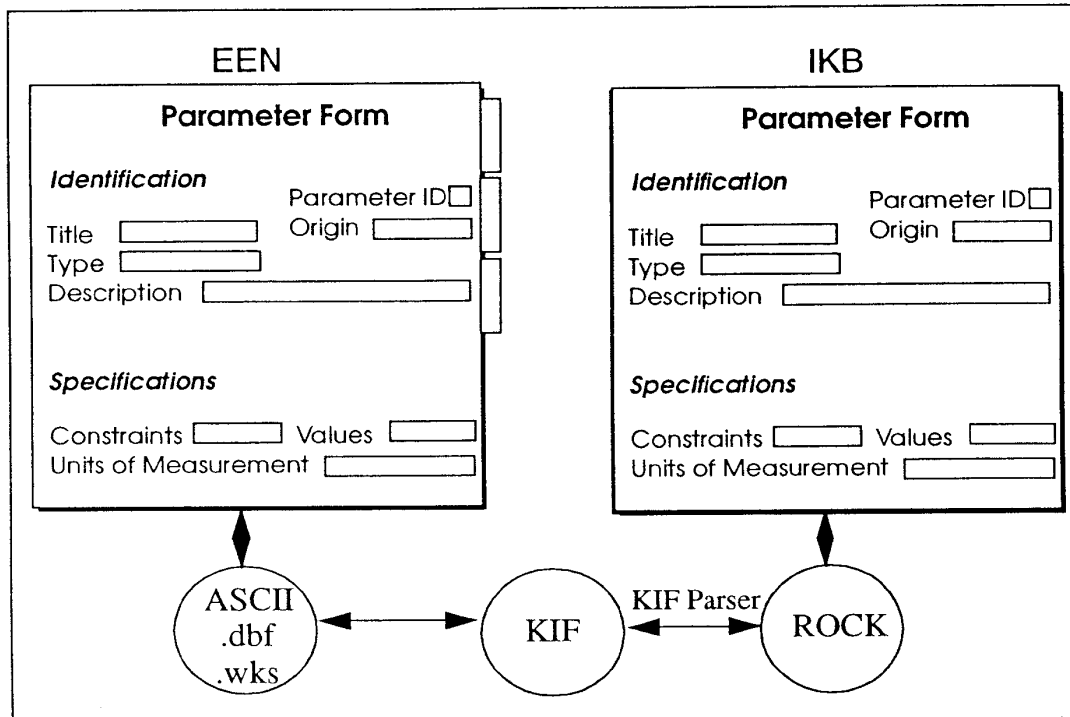 EEN
Parameter Form
Identification
Parameter ID
Title
Origin
Type
Description
Specifications
Constraints
Values
Units of Measurement
IKB
Parameter Form
Identification
Parameter ID
Title
Origin
Type
Description
Specifications
Constraints
Values
Units of Measurement
ASCII
.dbf
.wks
KIF
KIF Parser
ROCK